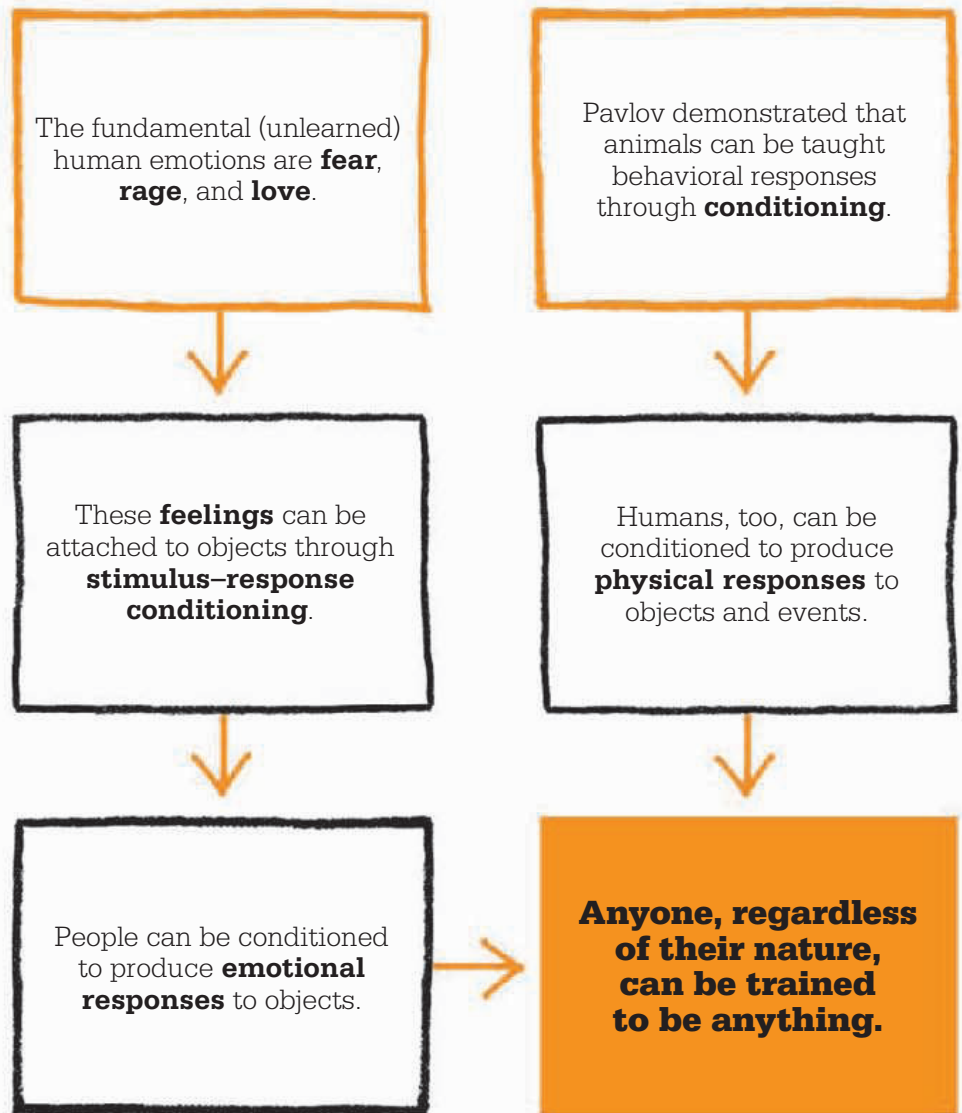 The fundamental (unlearned)
human emotions are fear,
rage, and love.
Pavlov demonstrated that
animals can be taught
behavioral responses
through conditioning.
These feelings can be
attached to objects through
stimulus–response
conditioning.
Humans, too, can be
conditioned to produce
physical responses to
objects and events.
People can be conditioned
to produce emotional
responses to objects.
Anyone, regardless
of their nature,
can be trained
to be anything.